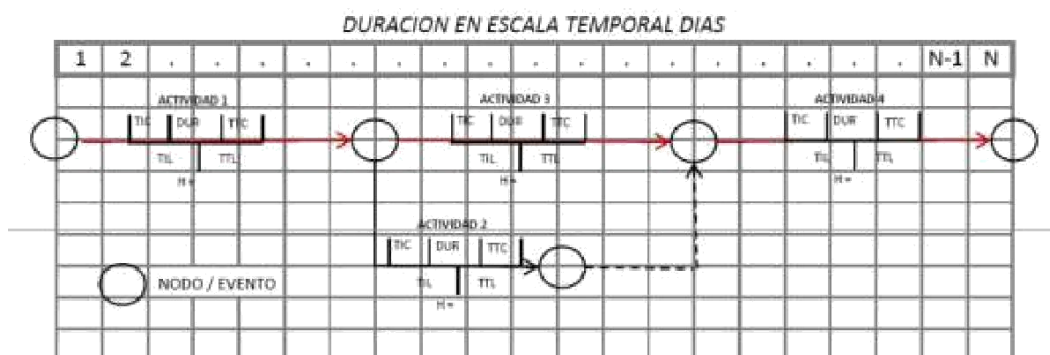 DURACION EN ESCALA TEMPORAL DIAS
1 2 . . . . . . . . . . . . . . . . . N-1 N
ACTIVIDAD 1 ACTIVIDAD 3 ACTIVIDAD 4
TIC DUR TTC TIC DUR TTC TIC DUR TTC
TIL TTL TIL TTL TIL TTL
H = H = H =
ACTIVIDAD 2
TIC DUR TTC
TIL TTL
NODO / EVENTO
H =